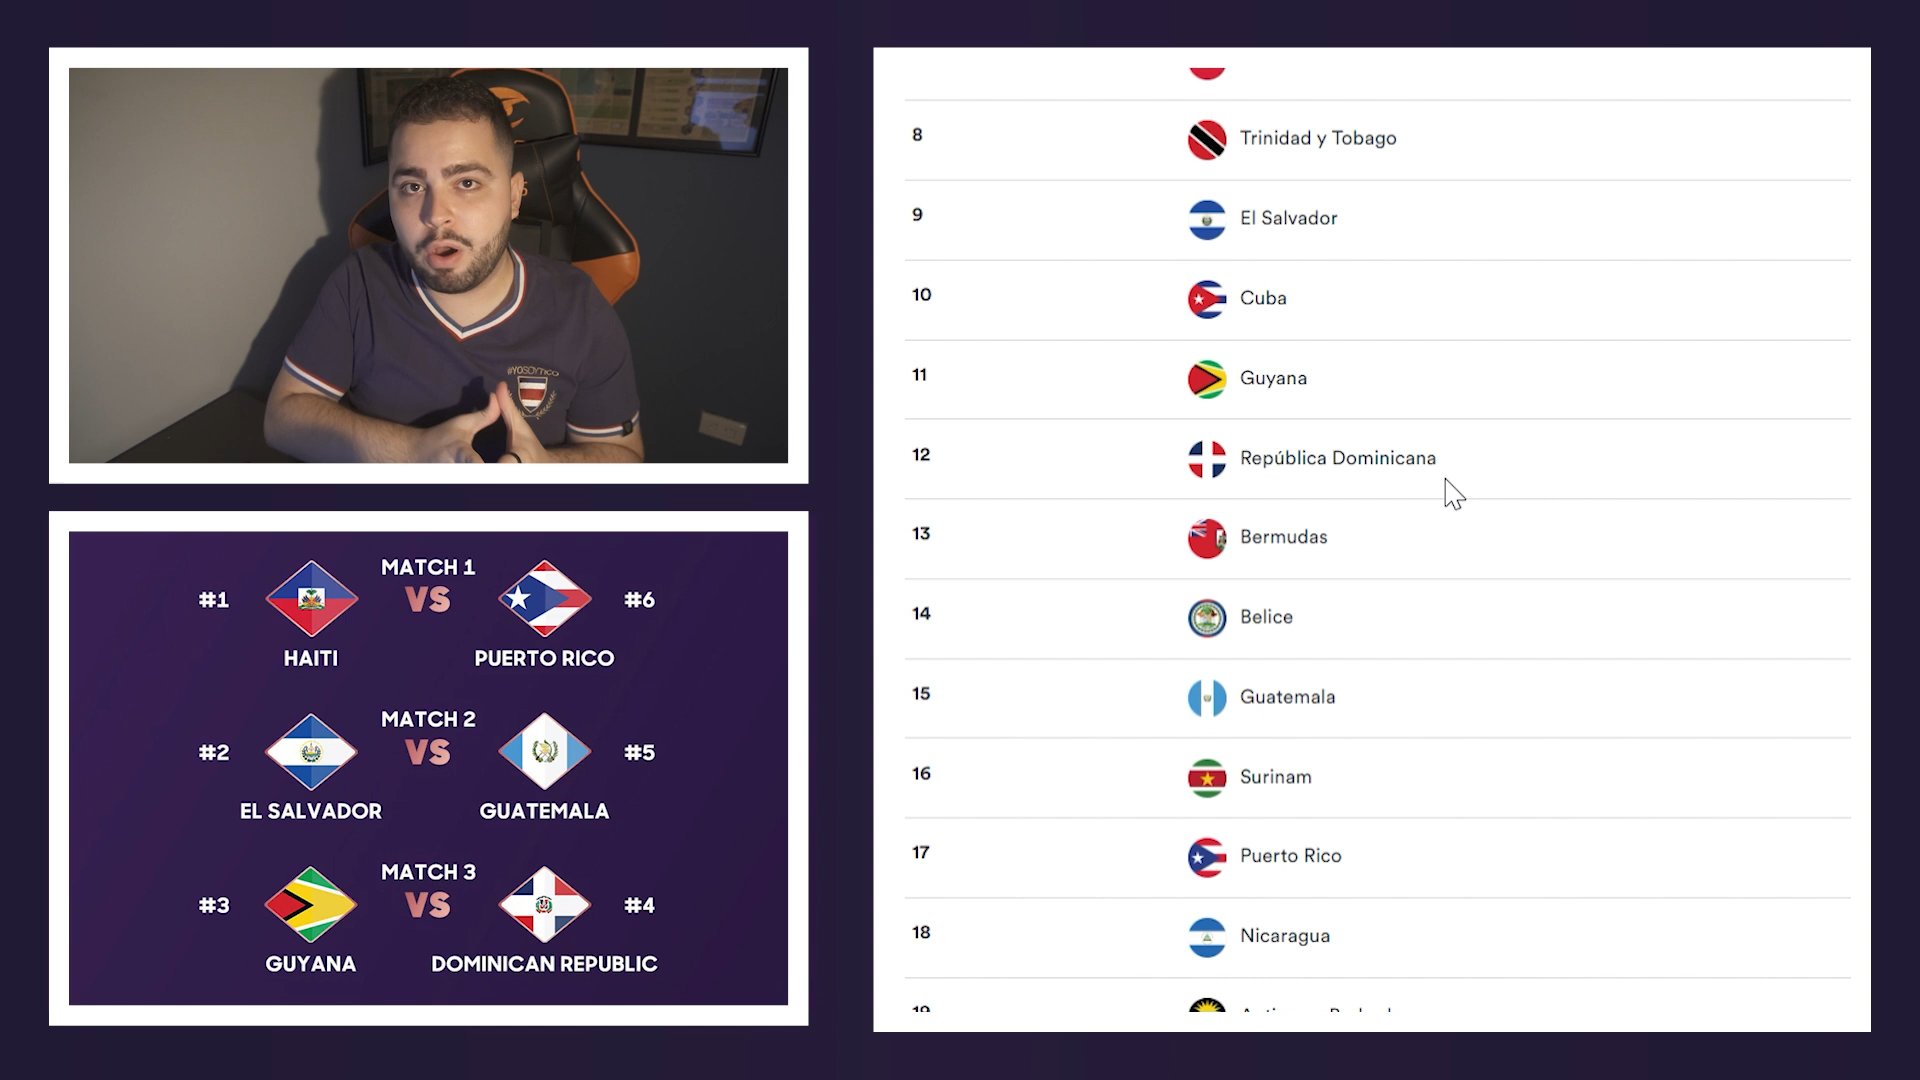 #YOSOYTICO
MATCH 1
#1
VS
#6
HAITI
PUERTO RICO
MATCH 2
#2
VS
#5
EL SALVADOR
GUATEMALA
MATCH 3
#3
VS
#4
GUYANA
DOMINICAN REPUBLIC
8 Trinidad y Tobago
9 El Salvador
10 Cuba
11 Guyana
12 República Dominicana
13 Bermudas
14 Belice
15 Guatemala
16 Surinam
17 Puerto Rico
18 Nicaragua